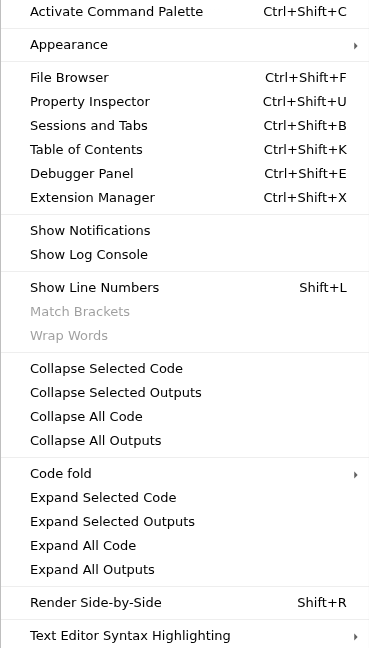 Activate Command Palette Ctrl+Shift+C
Appearance
File Browser Ctrl+Shift+F
Property Inspector Ctrl+Shift+U
Sessions and Tabs Ctrl+Shift+B
Table of Contents Ctrl+Shift+K
Debugger Panel Ctrl+Shift+E
Extension Manager Ctrl+Shift+X
Show Notifications
Show Log Console
Show Line Numbers Shift+L
Match Brackets
Wrap Words
Collapse Selected Code
Collapse Selected Outputs
Collapse All Code
Collapse All Outputs
Code fold
Expand Selected Code
Expand Selected Outputs
Expand All Code
Expand All Outputs
Render Side-by-Side Shift+R
Text Editor Syntax Highlighting